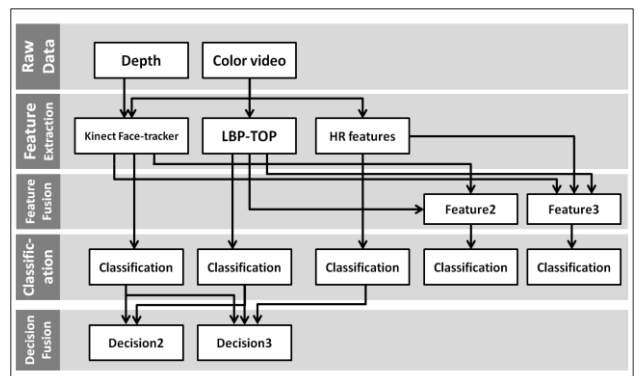 Raw
Data
Depth
Color video
Feature
Extraction
Kinect Face-tracker
LBP-TOP
HR features
Feature
Fusion
Feature2
Feature3
Classific-
ation
Classification
Classification
Classification
Classification
Classification
Decision
Fusion
Decision2
Decision3